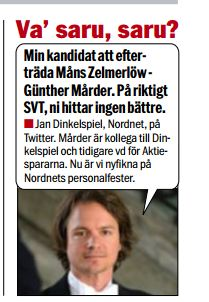 Va' saru, saru?
Min kandidat att efter-
träda Måns Zelmerlöw -
Günther Mårder. På riktigt
SVT, ni hittar ingen bättre.
■ Jan Dinkelspiel, Nordnet, på
Twitter. Mårder är kollega till Din-
kelspiel och tidigare vd för Aktie-
spararna. Nu är vi nyfikna på
Nordnets personalfester.